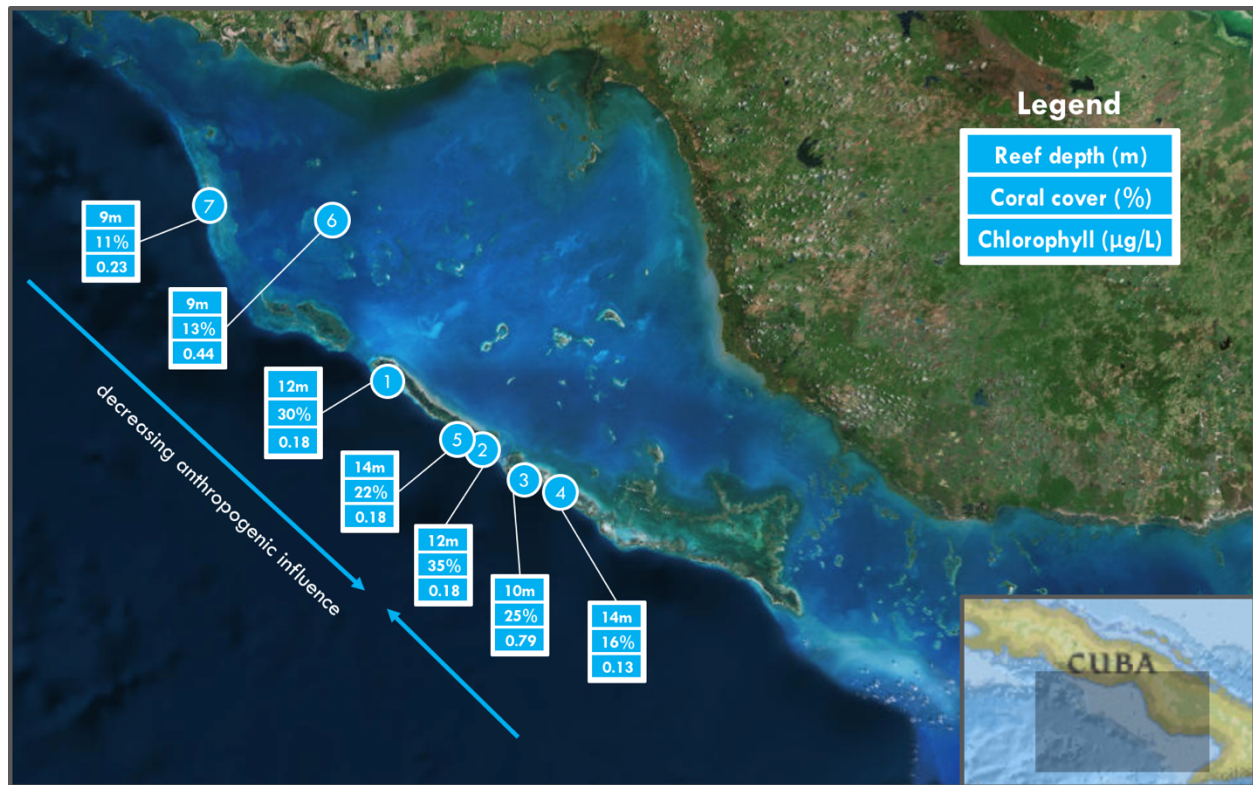 Legend
Reef depth (m)
Coral cover (%)
Chlorophyll (µg/L)
7
9m
11%
0.23
6
9m
13%
0.44
1
12m
30%
0.18
5
14m
22%
0.18
2
12m
35%
0.18
3
10m
25%
0.79
4
14m
16%
0.13
decreasing anthropogenic influence
CUBA